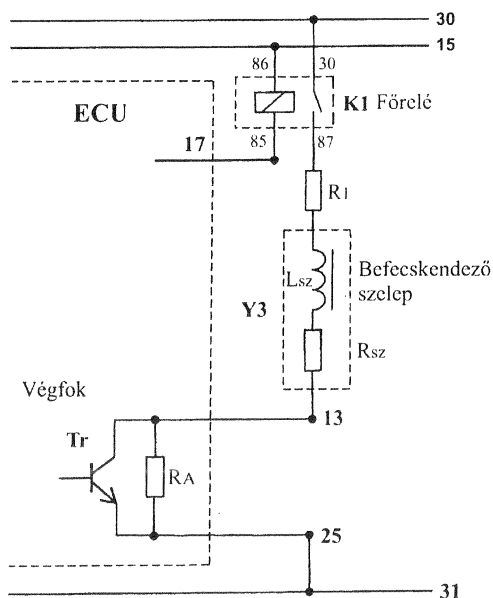 30
15
86
30
ECU
K1 Főrelé
17
85
87
R1
Lsz
Befecskendező
szelep
Y3
Rsz
Végfok
13
Tr
RA
25
31